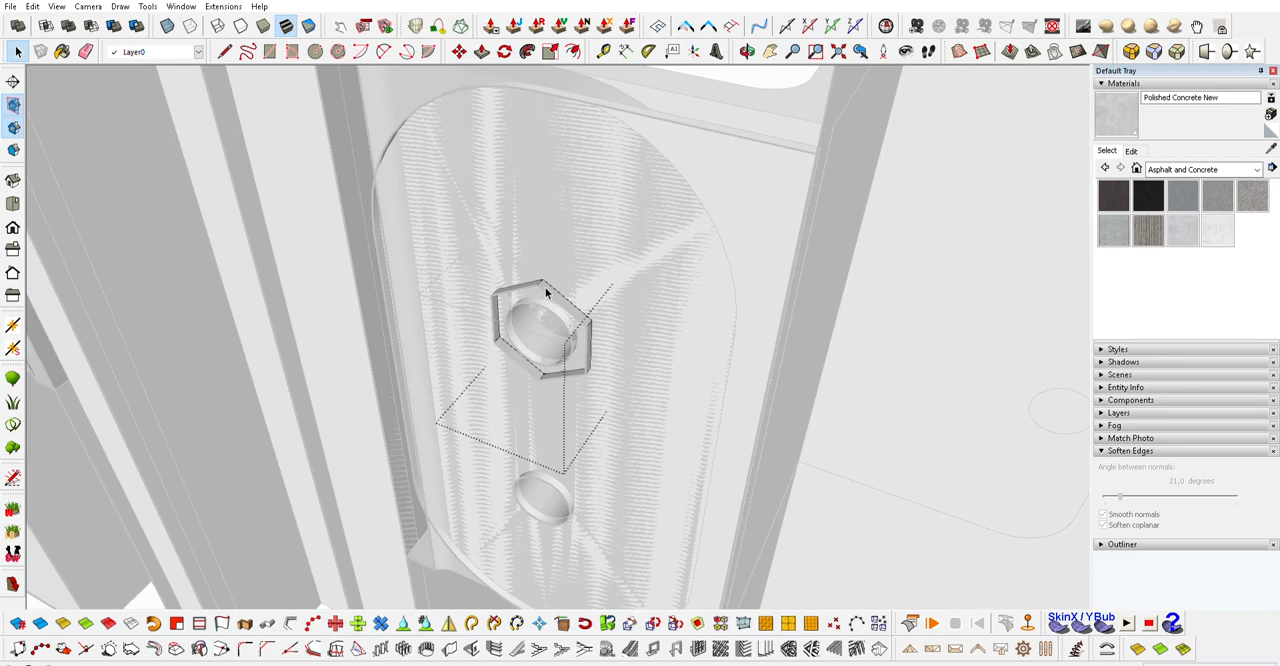 File Edit View Camera Draw Tools Window Extensions Help
✓ Layer0
Default Tray
Materials
Polished Concrete New
Select Edit
Asphalt and Concrete
Styles
Shadows
Scenes
Entity Info
Components
Layers
Fog
Match Photo
Soften Edges
Angle between normals:
21,0 degrees
Smooth normals
Soften coplanar
Outliner
SkinX / YBub